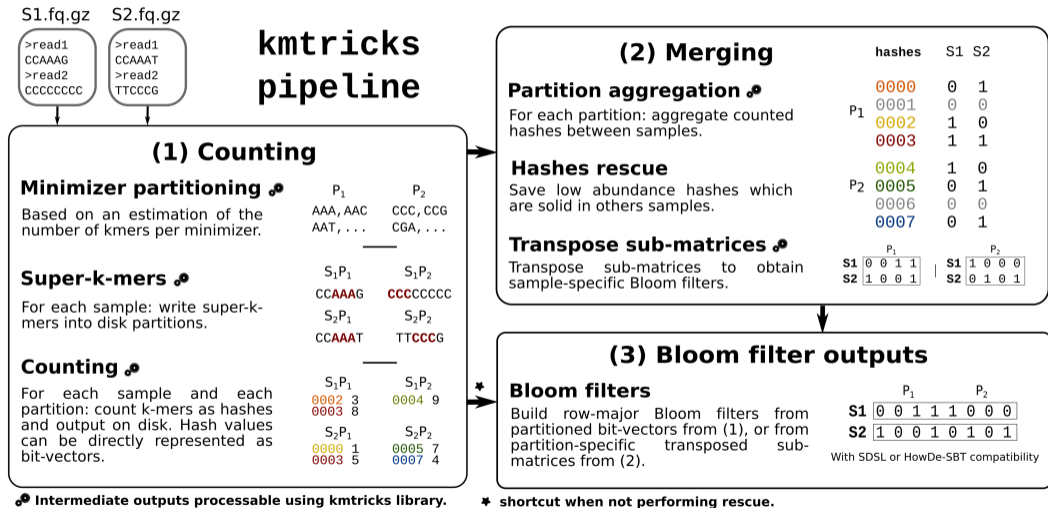 S1.fq.gz S2.fq.gz
>read1
CCAAAG
>read2
CCCCCCCC
>read1
CCAAAT
>read2
TTCCCG
kmtricks
pipeline
(1) Counting
Minimizer partitioning
Based on an estimation of the
number of kmers per minimizer.
P1 P2
AAA,AAC CCC,CCG
AAT,... CGA,...
Super-k-mers
For each sample: write super-k-
mers into disk partitions.
S1P1 S1P2
CCAAAG CCCCCCCC
S2P1 S2P2
CCAAAT TTCCCG
Counting
For each sample and each
partition: count k-mers as hashes
and output on disk. Hash values
can be directly represented as
bit-vectors.
S1P1 S1P2
0002 3 0004 9
0003 8
S2P1 S2P2
0000 1 0005 7
0003 5 0007 4
(2) Merging
Partition aggregation
For each partition: aggregate counted
hashes between samples.
Hashes rescue
Save low abundance hashes which
are solid in others samples.
Transpose sub-matrices
Transpose sub-matrices to obtain
sample-specific Bloom filters.
hashes S1 S2
P1
0000 0 1
0001 0 0
0002 1 0
0003 1 1
P2
0004 1 0
0005 0 1
0006 0 0
0007 0 1
P1 P2
S1 0 0 1 1 | S1 1 0 0 0
S2 1 0 0 1 S2 0 1 0 1
(3) Bloom filter outputs
Bloom filters
Build row-major Bloom filters from
partitioned bit-vectors from (1), or from
partition-specific transposed sub-
matrices from (2).
P1 P2
S1 0 0 1 1 1 0 0 0
S2 1 0 0 1 0 1 0 1
With SDSL or HowDe-SBT compatibility
Intermediate outputs processable using kmtricks library.
★ shortcut when not performing rescue.